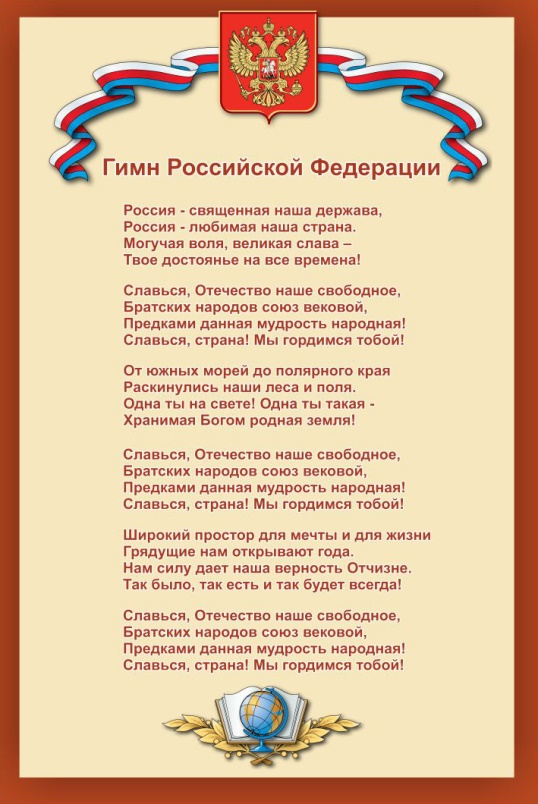 Гимн Российской Федерации
Россия - священная наша держава,
Россия - любимая наша страна.
Могучая воля, великая слава –
Твое достоянье на все времена!
Славься, Отечество наше свободное,
Братских народов союз вековой,
Предками данная мудрость народная!
Славься, страна! Мы гордимся тобой!
От южных морей до полярного края
Раскинулись наши леса и поля.
Одна ты на свете! Одна ты такая -
Хранимая Богом родная земля!
Славься, Отечество наше свободное,
Братских народов союз вековой,
Предками данная мудрость народная!
Славься, страна! Мы гордимся тобой!
Широкий простор для мечты и для жизни
Грядущие нам открывают года.
Нам силу дает наша верность Отчизне.
Так было, так есть и так будет всегда!
Славься, Отечество наше свободное,
Братских народов союз вековой,
Предками данная мудрость народная!
Славься, страна! Мы гордимся тобой!